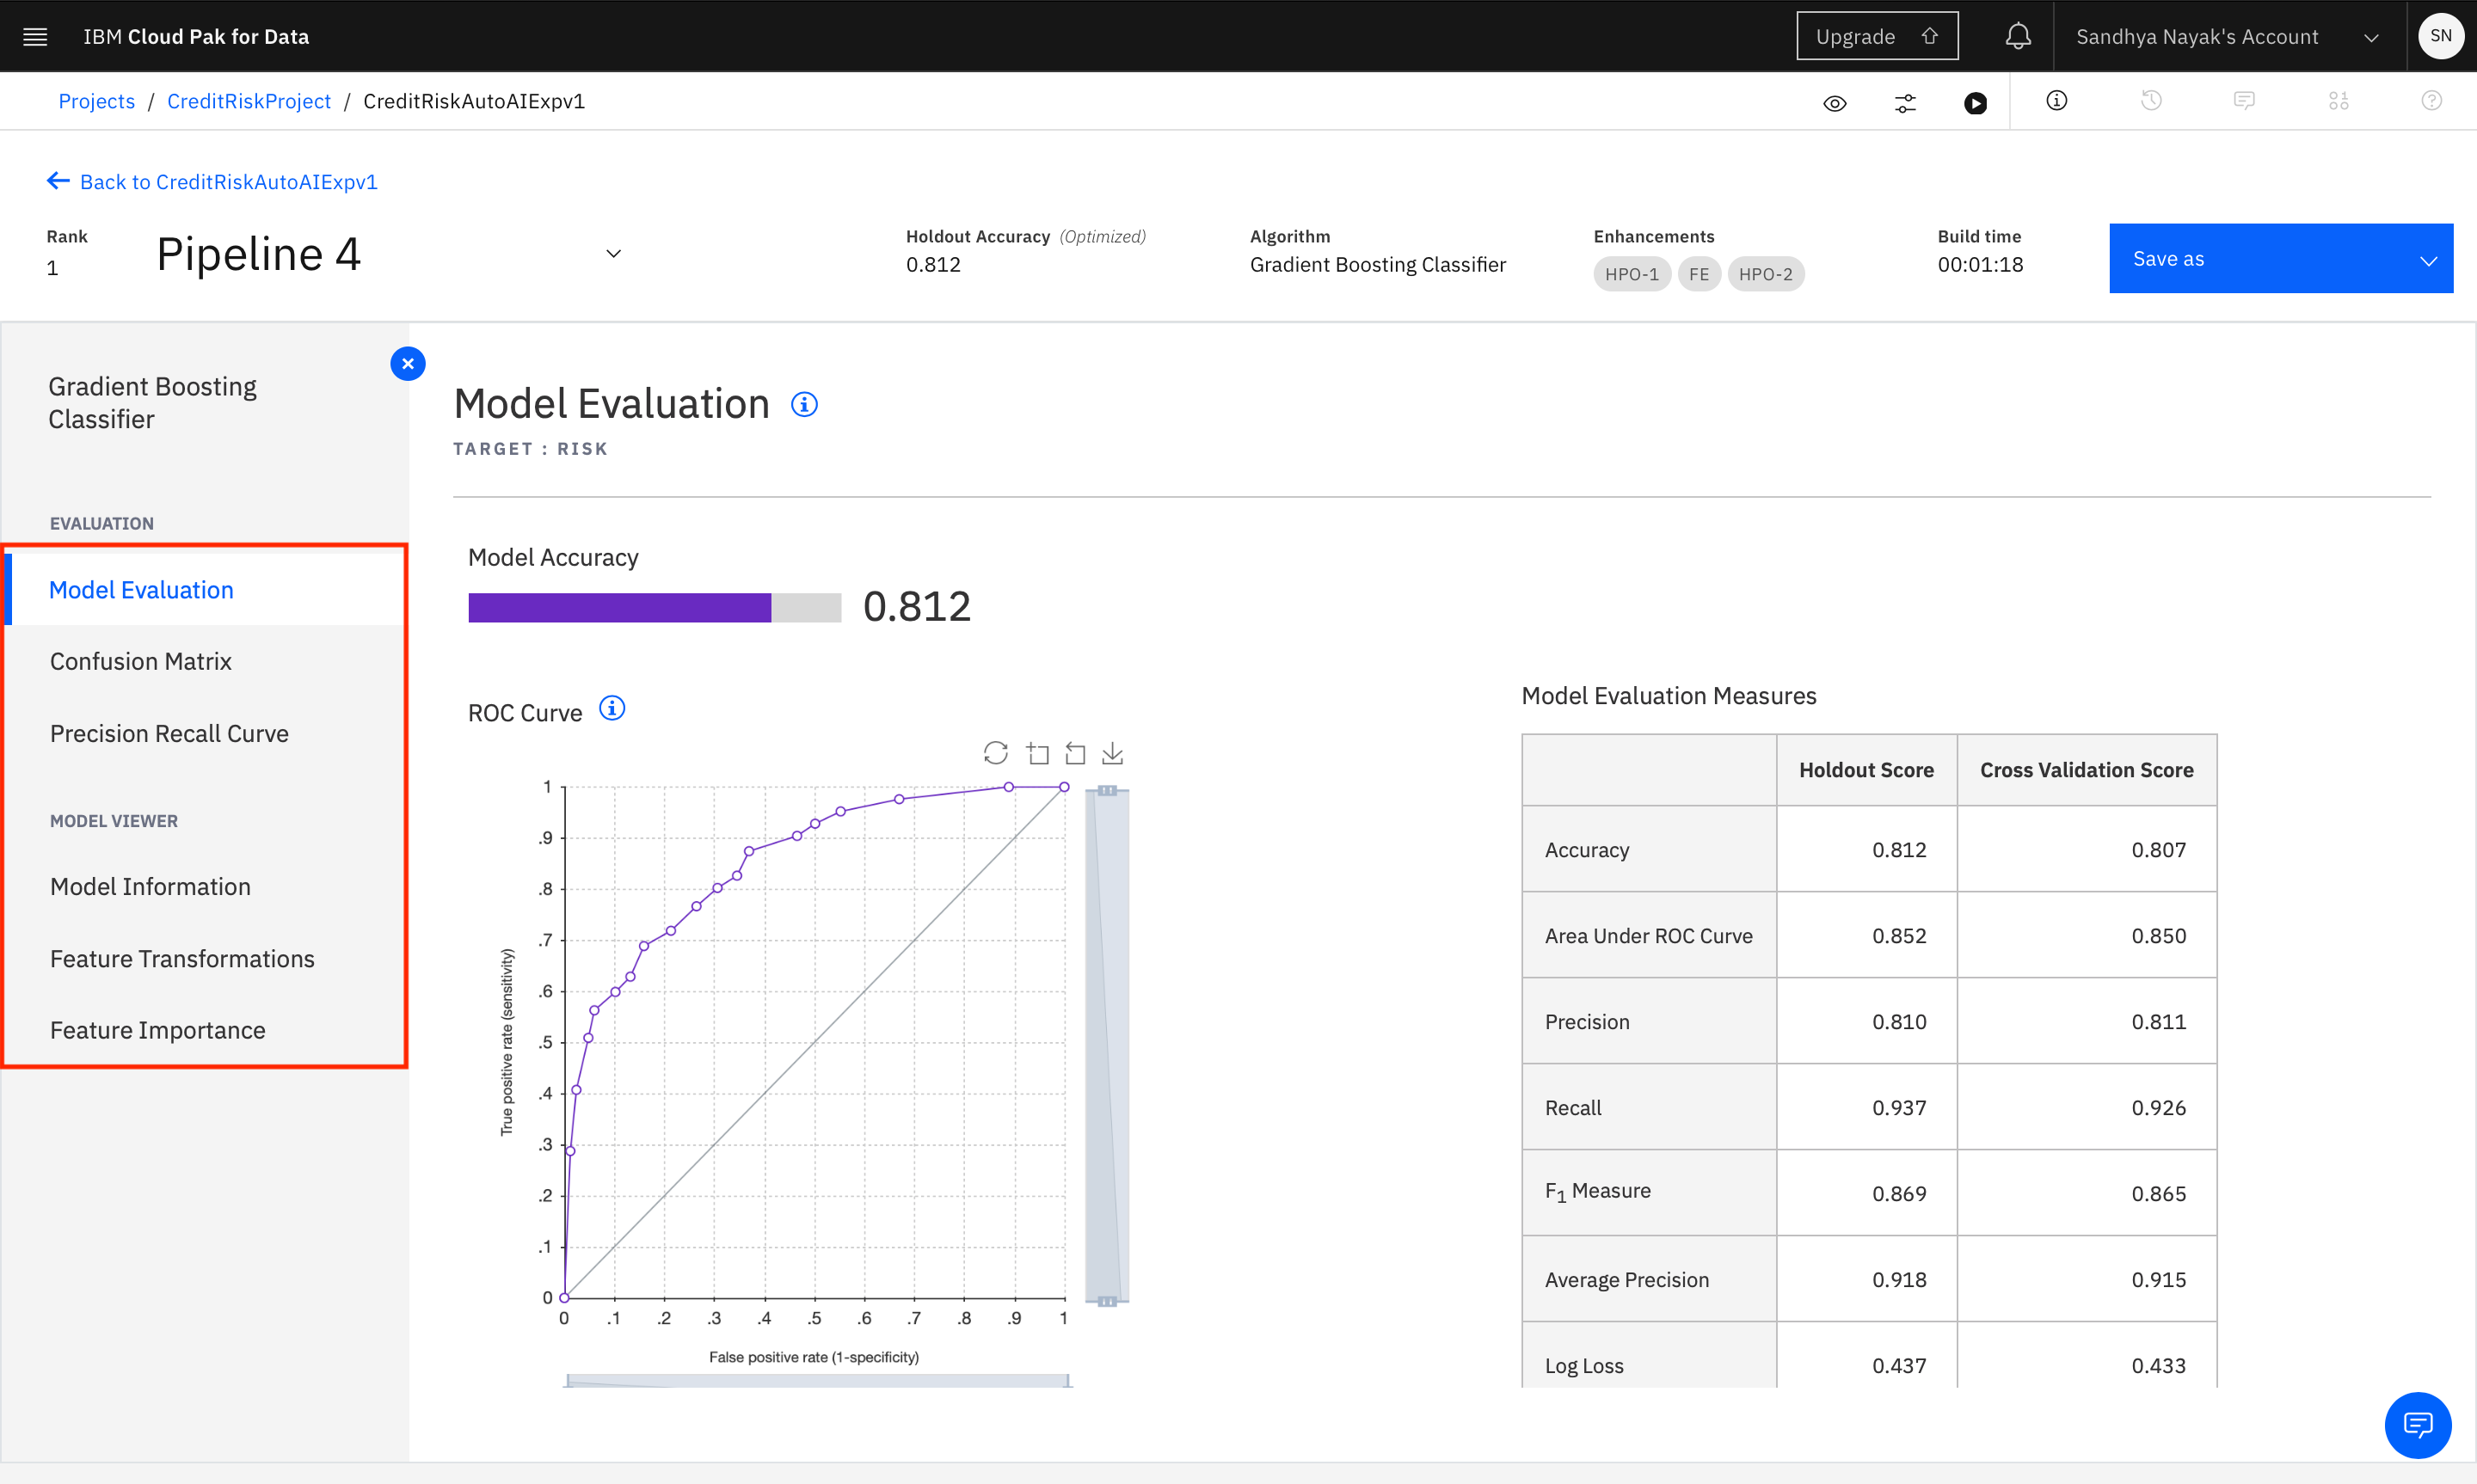 IBM Cloud Pak for Data
Upgrade
Sandhya Nayak's Account
SN
Projects / CreditRiskProject / CreditRiskAutoAIExpv1
Back to CreditRiskAutoAIExpv1
Rank
1
Pipeline 4
Holdout Accuracy (Optimized)
0.812
Algorithm
Gradient Boosting Classifier
Enhancements
HPO-1 FE HPO-2
Build time
00:01:18
Save as
Gradient Boosting
Classifier
EVALUATION
Model Evaluation
Confusion Matrix
Precision Recall Curve
MODEL VIEWER
Model Information
Feature Transformations
Feature Importance
Model Evaluation
TARGET : RISK
Model Accuracy
0.812
ROC Curve
1
.9
.8
.7
.6
.5
.4
.3
.2
.1
0
True positive rate (sensitivity)
0 .1 .2 .3 .4 .5 .6 .7 .8 .9 1
False positive rate (1-specificity)
Model Evaluation Measures
Holdout Score Cross Validation Score
Accuracy 0.812 0.807
Area Under ROC Curve 0.852 0.850
Precision 0.810 0.811
Recall 0.937 0.926
F1 Measure 0.869 0.865
Average Precision 0.918 0.915
Log Loss 0.437 0.433